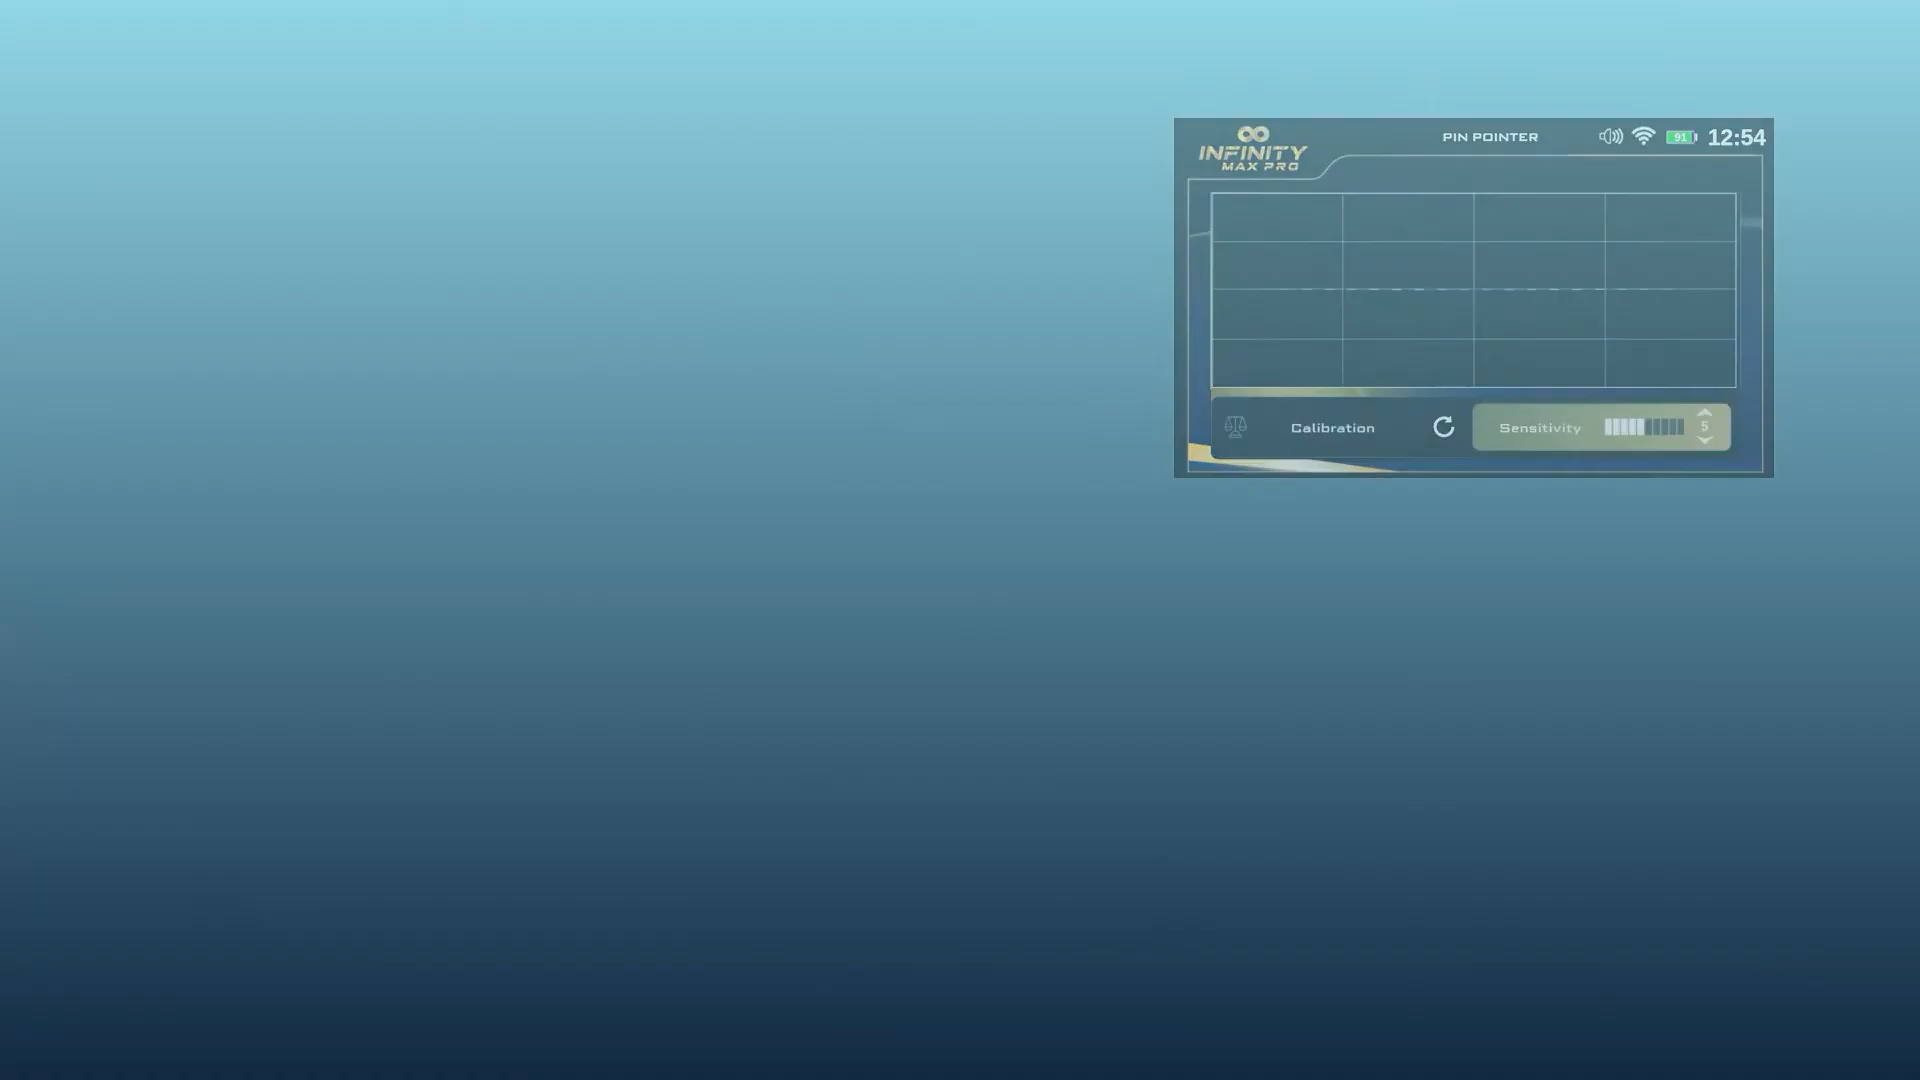 INFINITY
MAX PRO
PIN POINTER
91
12:54
Calibration
Sensitivity
5